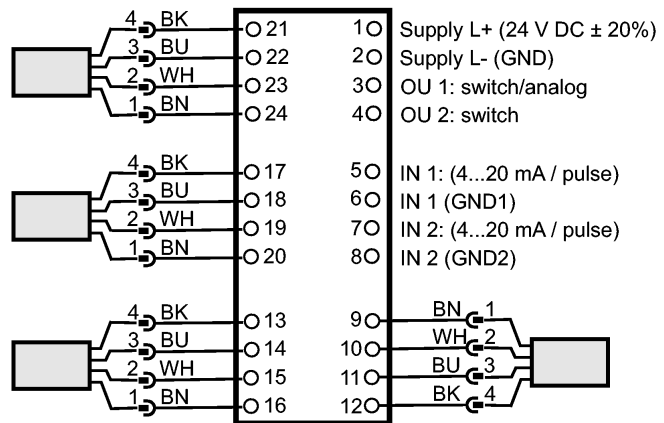 4 BK 21 1 Supply L+ (24 V DC ± 20%)
3 BU 22 2 Supply L- (GND)
2 WH 23 3 OU 1: switch/analog
1 BN 24 4 OU 2: switch
4 BK 17 5 IN 1: (4...20 mA / pulse)
3 BU 18 6 IN 1 (GND1)
2 WH 19 7 IN 2: (4...20 mA / pulse)
1 BN 20 8 IN 2 (GND2)
4 BK 13 9 BN 1
3 BU 14 10 WH 2
2 WH 15 11 BU 3
1 BN 16 12 BK 4